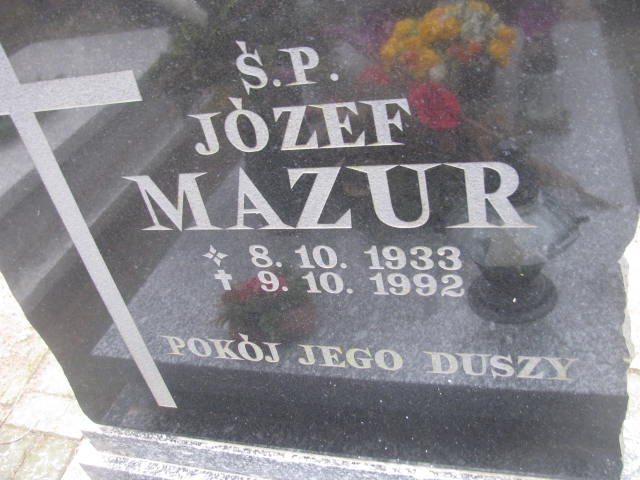 Ś.P.
JÓZEF
MAZUR
8. 10. 1933
✝ 9. 10. 1992
POKÓJ JEGO DUSZY